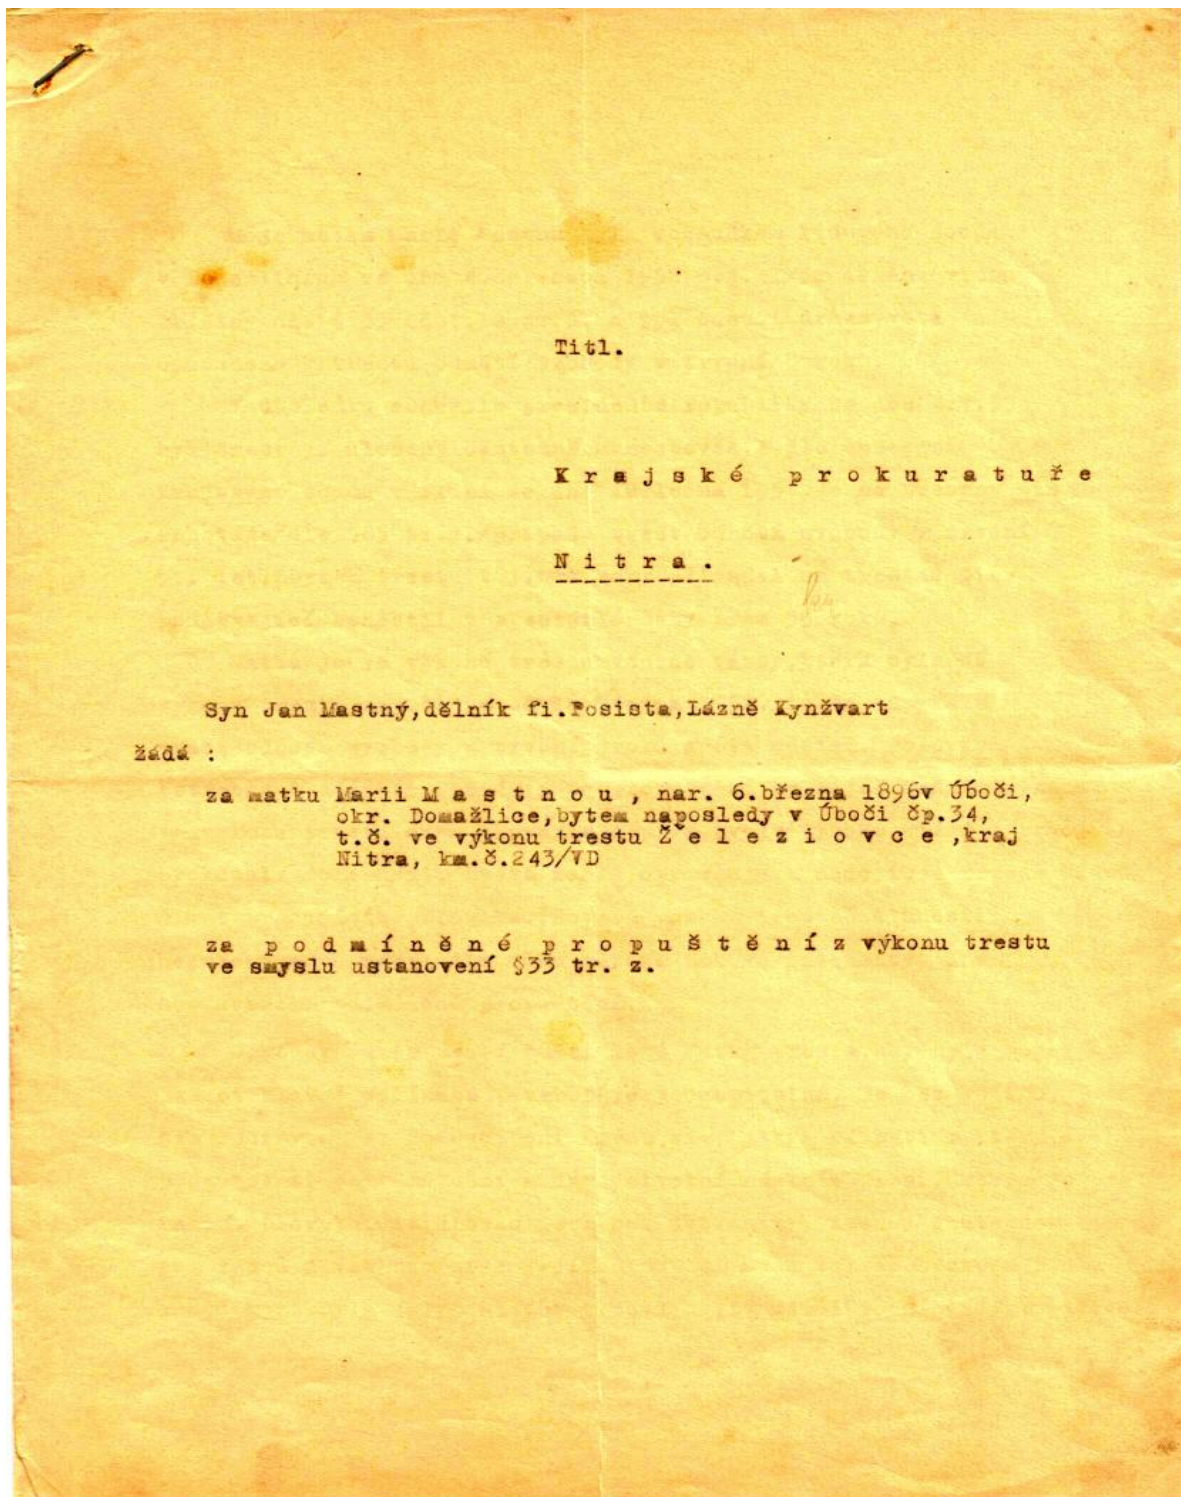 Titl.
K r a j s k é   p r o k u r a t u ř e
N i t r a .
Syn Jan Mastný,dělník fi.Posista,Lázně Kynžvart
žádá :
za matku Marii M a s t n o u , nar. 6.března 1896v Úboči,
okr. Domažlice,bytem naposledy v Úboči čp.34,
t.č. ve výkonu trestu Ž e l e z i o v c e ,kraj
Nitra, km.č.243/VD
za p o d m í n ě n é  p r o p u š t ě n í z výkonu trestu
ve smyslu ustanovení §33 tr. z.